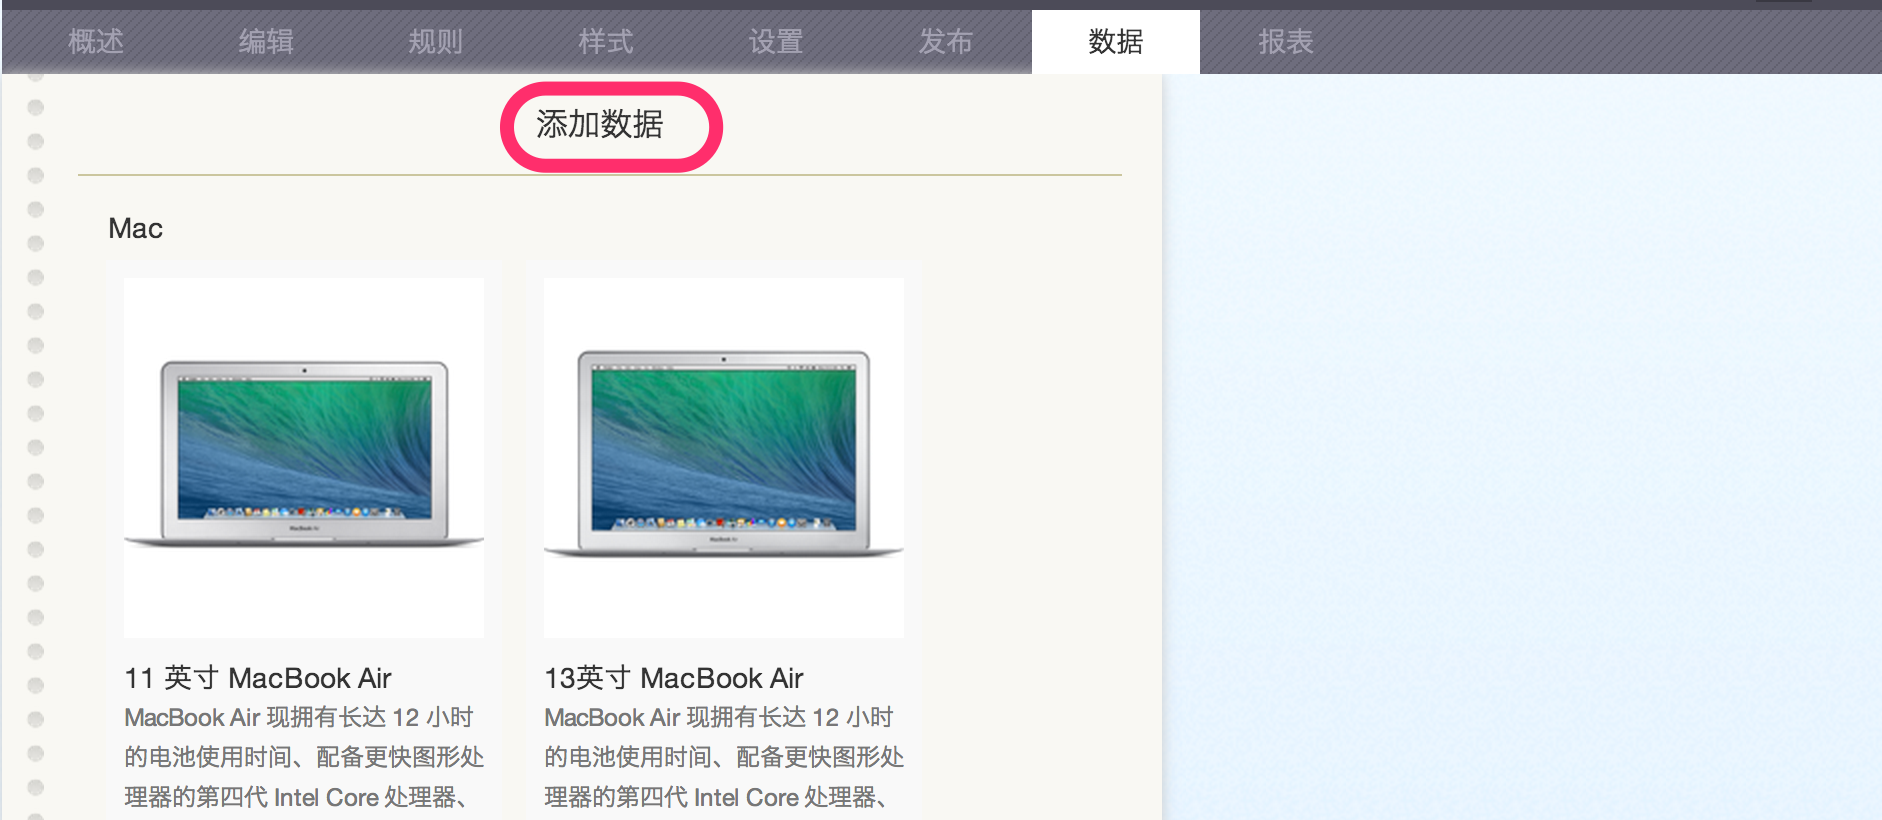 概述 编辑 规则 样式 设置 发布 数据 报表
添加数据
Mac
11 英寸 MacBook Air
MacBook Air 现拥有长达 12 小时
的电池使用时间、配备更快图形处
理器的第四代 Intel Core 处理器、
13英寸 MacBook Air
MacBook Air 现拥有长达 12 小时
的电池使用时间、配备更快图形处
理器的第四代 Intel Core 处理器、